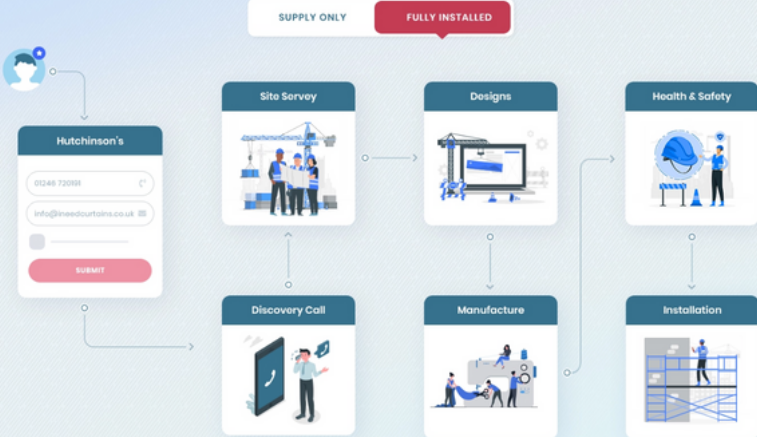 SUPPLY ONLY
FULLY INSTALLED
Hutchinson's
01246 720191
info@ineedcurtains.co.uk
SUBMIT
Site Servey
Designs
Health & Safety
Discovery Call
Manufacture
Installation